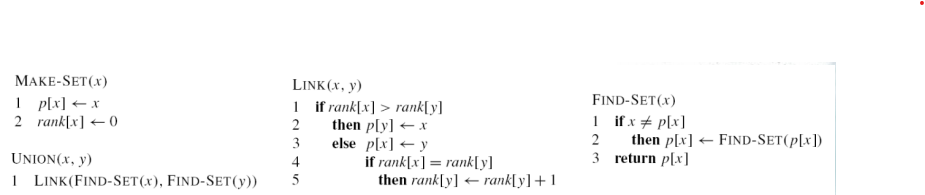 MAKE-SET(x)
1 p[x] ← x
2 rank[x] ← 0
UNION(x, y)
1 LINK(FIND-SET(x), FIND-SET(y))
LINK(x, y)
1 if rank[x] > rank[y]
2 then p[y] ← x
3 else p[x] ← y
4 if rank[x] = rank[y]
5 then rank[y] ← rank[y] + 1
FIND-SET(x)
1 if x ≠ p[x]
2 then p[x] ← FIND-SET(p[x])
3 return p[x]